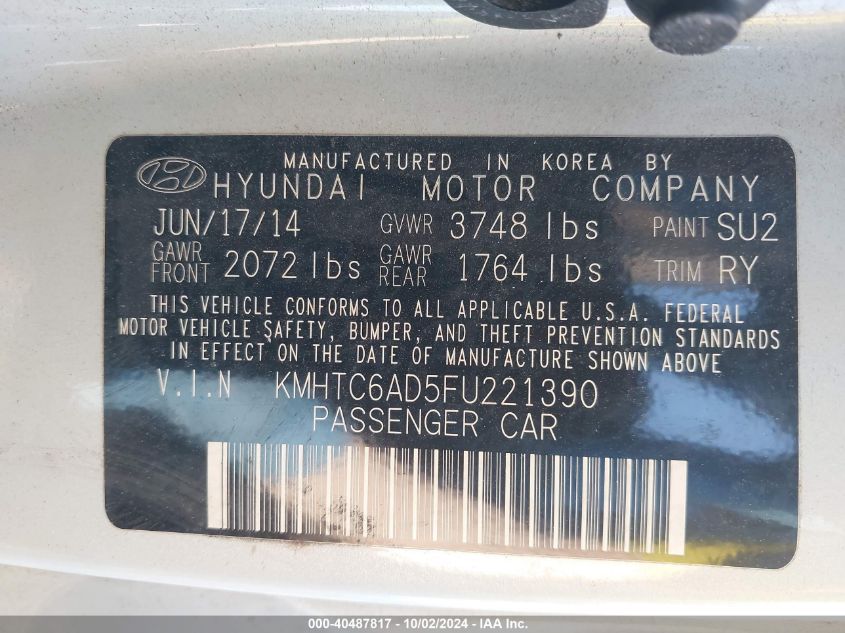 MANUFACTURED IN KOREA BY
HYUNDAI MOTOR COMPANY
JUN/17/14 GVWR 3748 lbs PAINT SU2
GAWR FRONT 2072 lbs GAWR REAR 1764 lbs TRIM RY
THIS VEHICLE CONFORMS TO ALL APPLICABLE U.S.A. FEDERAL
MOTOR VEHICLE SAFETY, BUMPER, AND THEFT PREVENTION STANDARDS
IN EFFECT ON THE DATE OF MANUFACTURE SHOWN ABOVE
V.I.N KMHTC6AD5FU221390
PASSENGER CAR
000-40487817 - 10/02/2024 - IAA Inc.